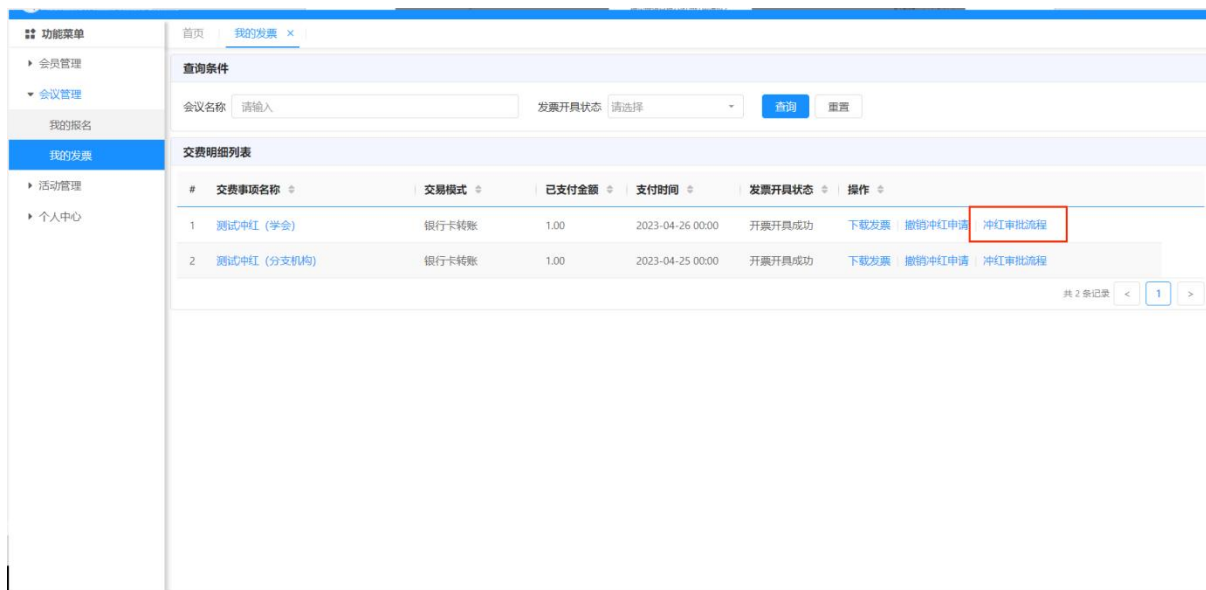 功能菜单
首页 我的发票 ×
会员管理
查询条件
会议管理
会议名称 请输入 发票开具状态 请选择 查询 重置
我的报名
我的发票
交费明细列表
活动管理
# 交费事项名称 交易模式 已支付金额 支付时间 发票开具状态 操作
个人中心
1 测试冲红 (学会) 银行卡转账 1.00 2023-04-26 00:00 开票开具成功 下载发票 撤销冲红申请 冲红审批流程
2 测试冲红 (分支机构) 银行卡转账 1.00 2023-04-25 00:00 开票开具成功 下载发票 撤销冲红申请 冲红审批流程
共 2 条记录 < 1 >